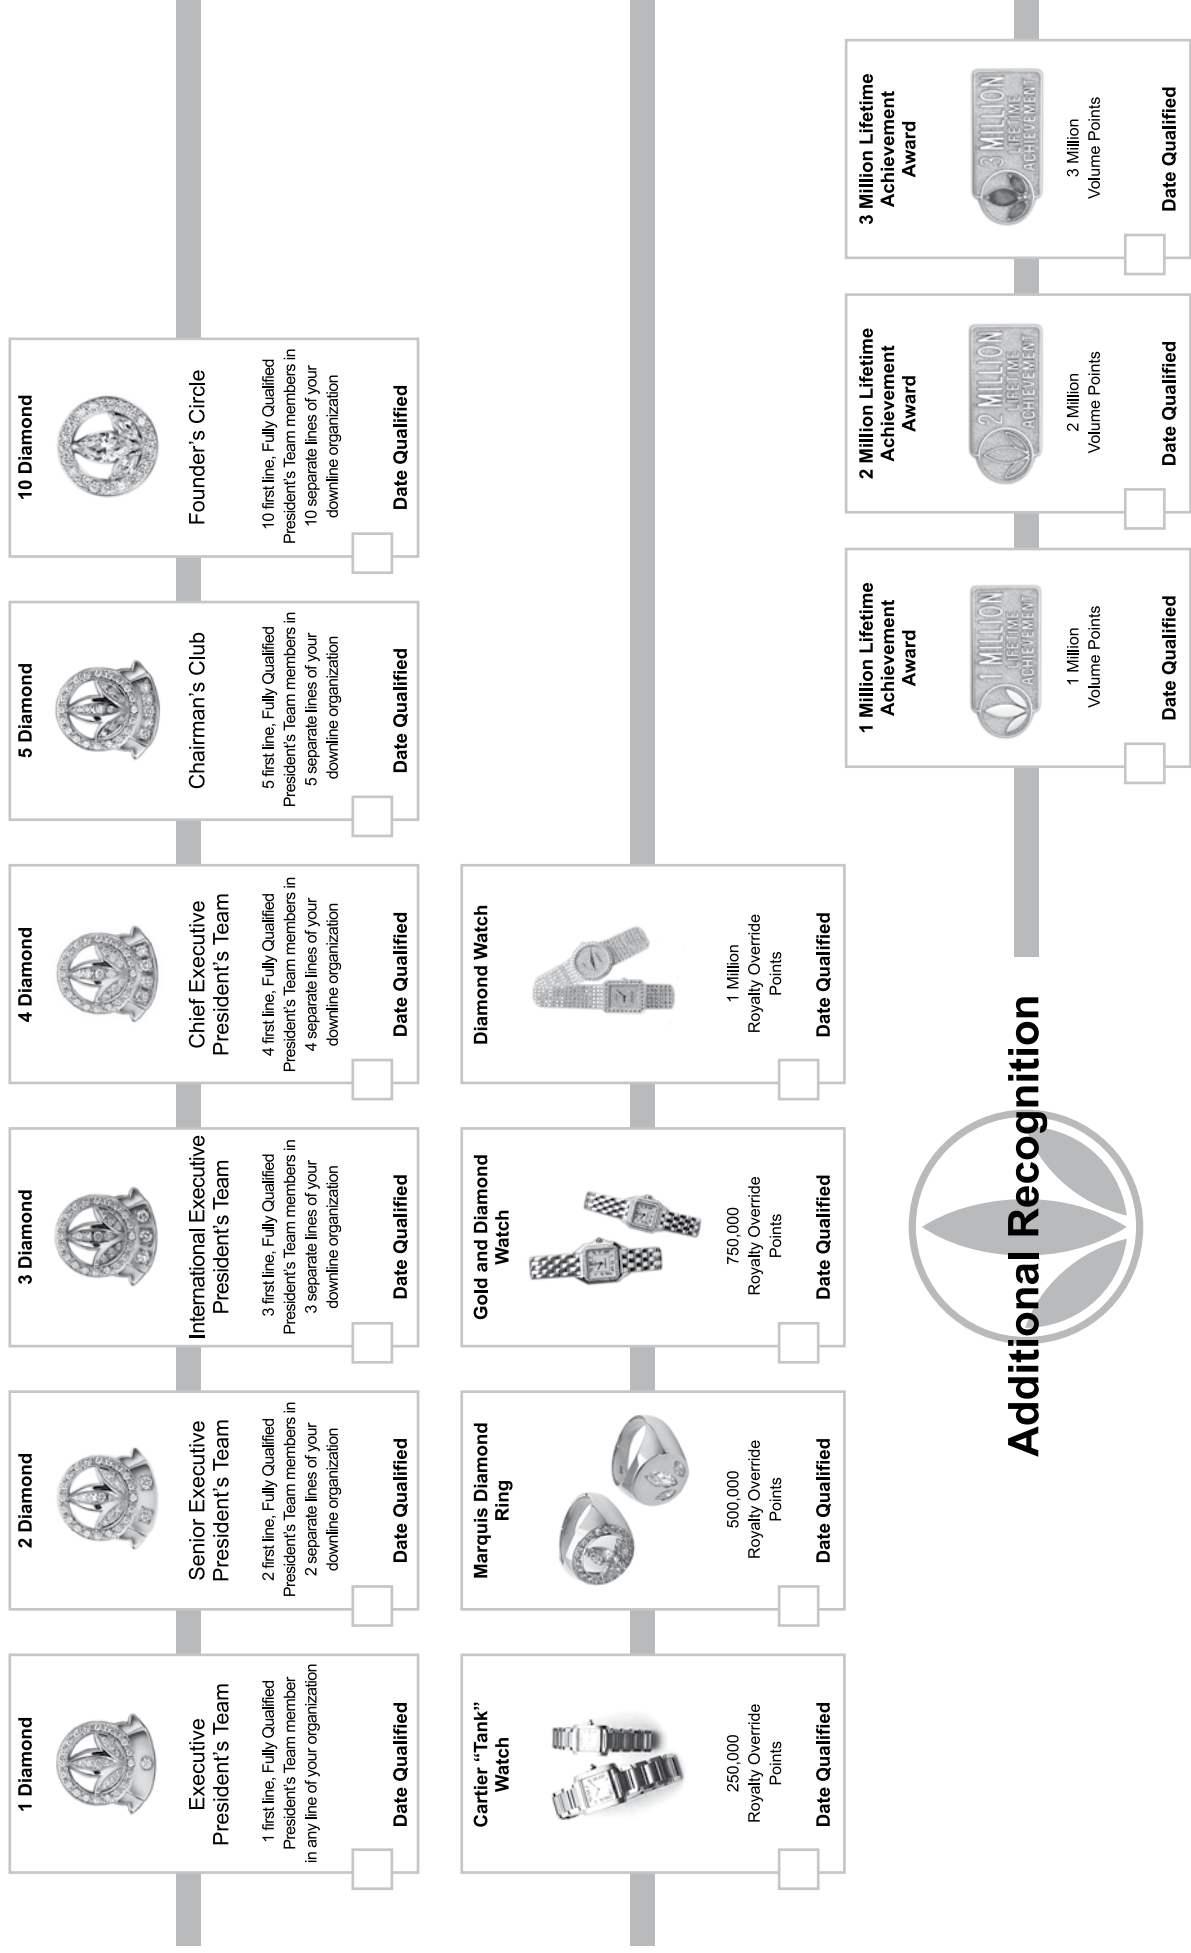 1 Diamond
Executive
President's Team
1 first line, Fully Qualified
President's Team member
in any line of your organization
Date Qualified
2 Diamond
Senior Executive
President's Team
2 first line, Fully Qualified
President's Team members in
2 separate lines of your
downline organization
Date Qualified
3 Diamond
International Executive
President's Team
3 first line, Fully Qualified
President's Team members in
3 separate lines of your
downline organization
Date Qualified
4 Diamond
Chief Executive
President's Team
4 first line, Fully Qualified
President's Team members in
4 separate lines of your
downline organization
Date Qualified
5 Diamond
Chairman's Club
5 first line, Fully Qualified
President's Team members in
5 separate lines of your
downline organization
Date Qualified
10 Diamond
Founder's Circle
10 first line, Fully Qualified
President's Team members in
10 separate lines of your
downline organization
Date Qualified
Cartier “Tank”
Watch
250,000
Royalty Override
Points
Date Qualified
Marquis Diamond
Ring
500,000
Royalty Override
Points
Date Qualified
Gold and Diamond
Watch
750,000
Royalty Override
Points
Date Qualified
Diamond Watch
1 Million
Royalty Override
Points
Date Qualified
Additional Recognition
1 Million Lifetime
Achievement
Award
1 MILLION
LIFETIME
ACHIEVEMENT
1 Million
Volume Points
Date Qualified
2 Million Lifetime
Achievement
Award
2 MILLION
LIFETIME
ACHIEVEMENT
2 Million
Volume Points
Date Qualified
3 Million Lifetime
Achievement
Award
3 MILLION
LIFETIME
ACHIEVEMENT
3 Million
Volume Points
Date Qualified